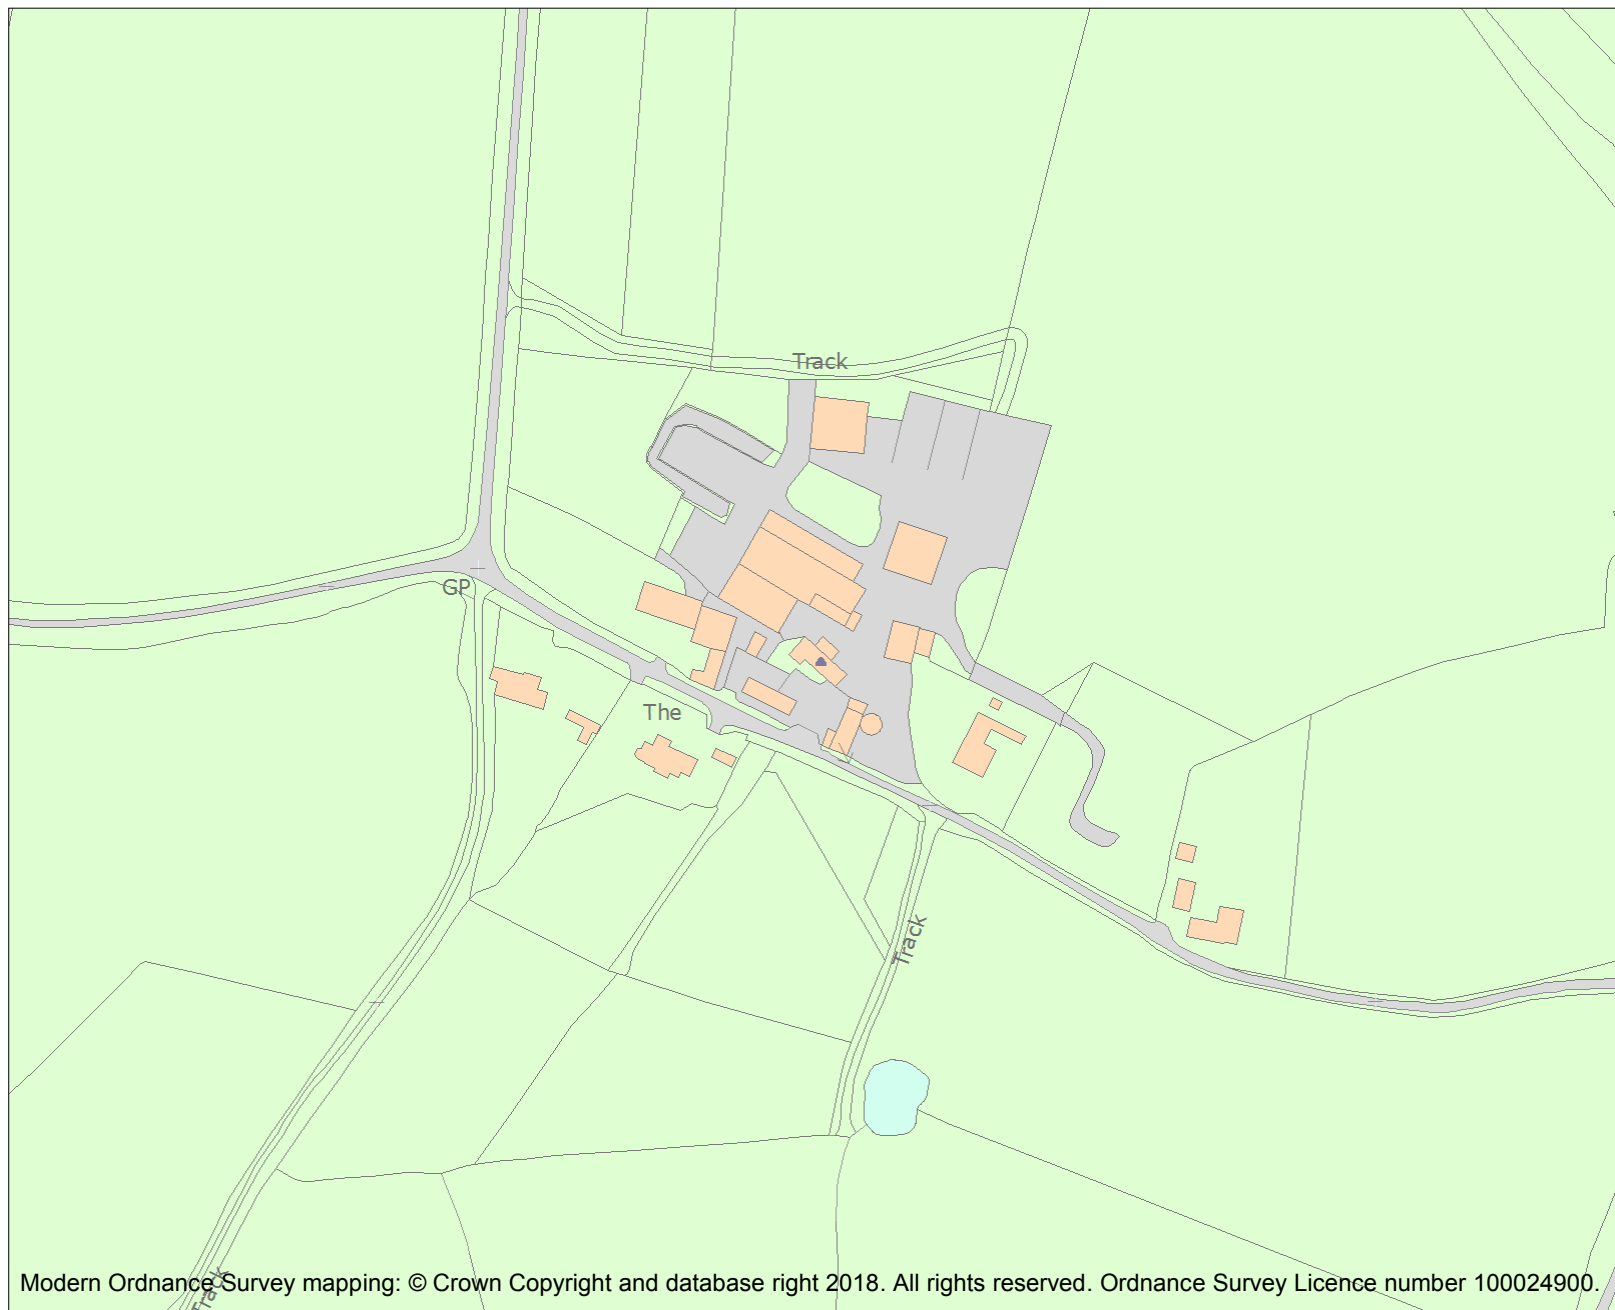 Track
GP
The
Track
Track
Modern Ordnance Survey mapping: © Crown Copyright and database right 2018. All rights reserved. Ordnance Survey Licence number 100024900.